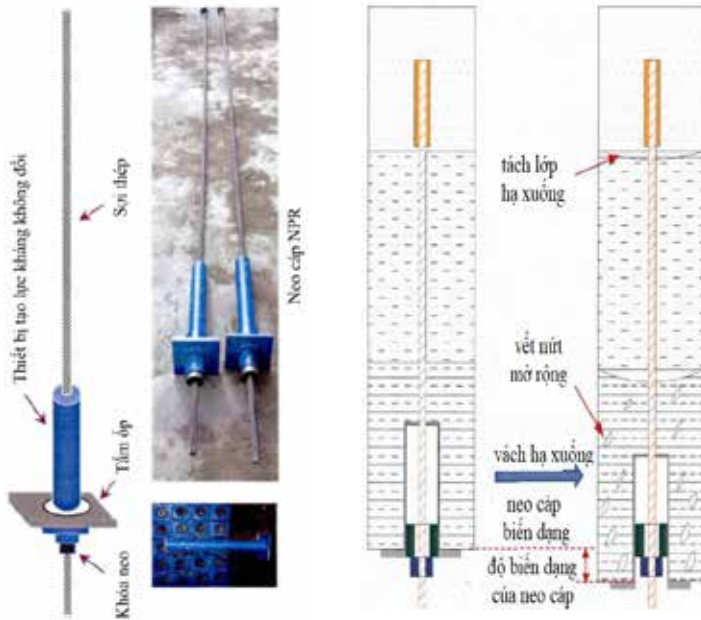 Sợi thép
Thiết bị tạo lực kháng không đổi
Tấm ốp
Khóa neo
Neo cáp NPR
tách lớp
hạ xuống
vết nứt
mở rộng
vách hạ xuống
neo cáp
biến dạng
độ biến dạng
của neo cáp